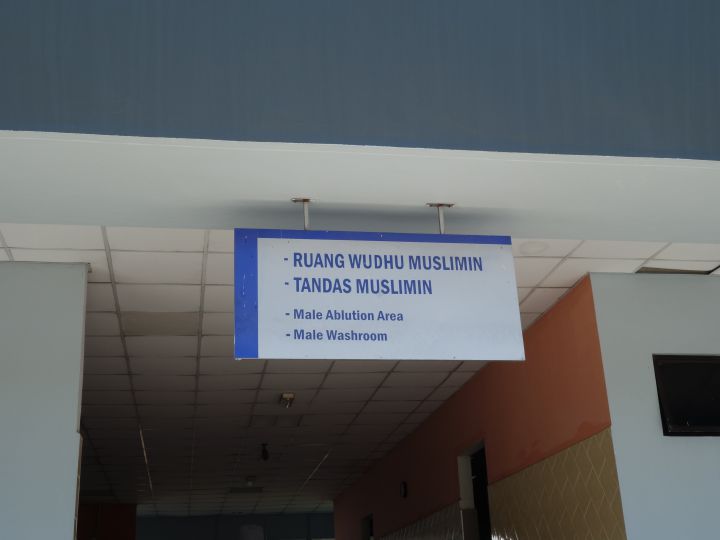 - RUANG WUDHU MUSLIMIN
- TANDAS MUSLIMIN
- Male Ablution Area
- Male Washroom